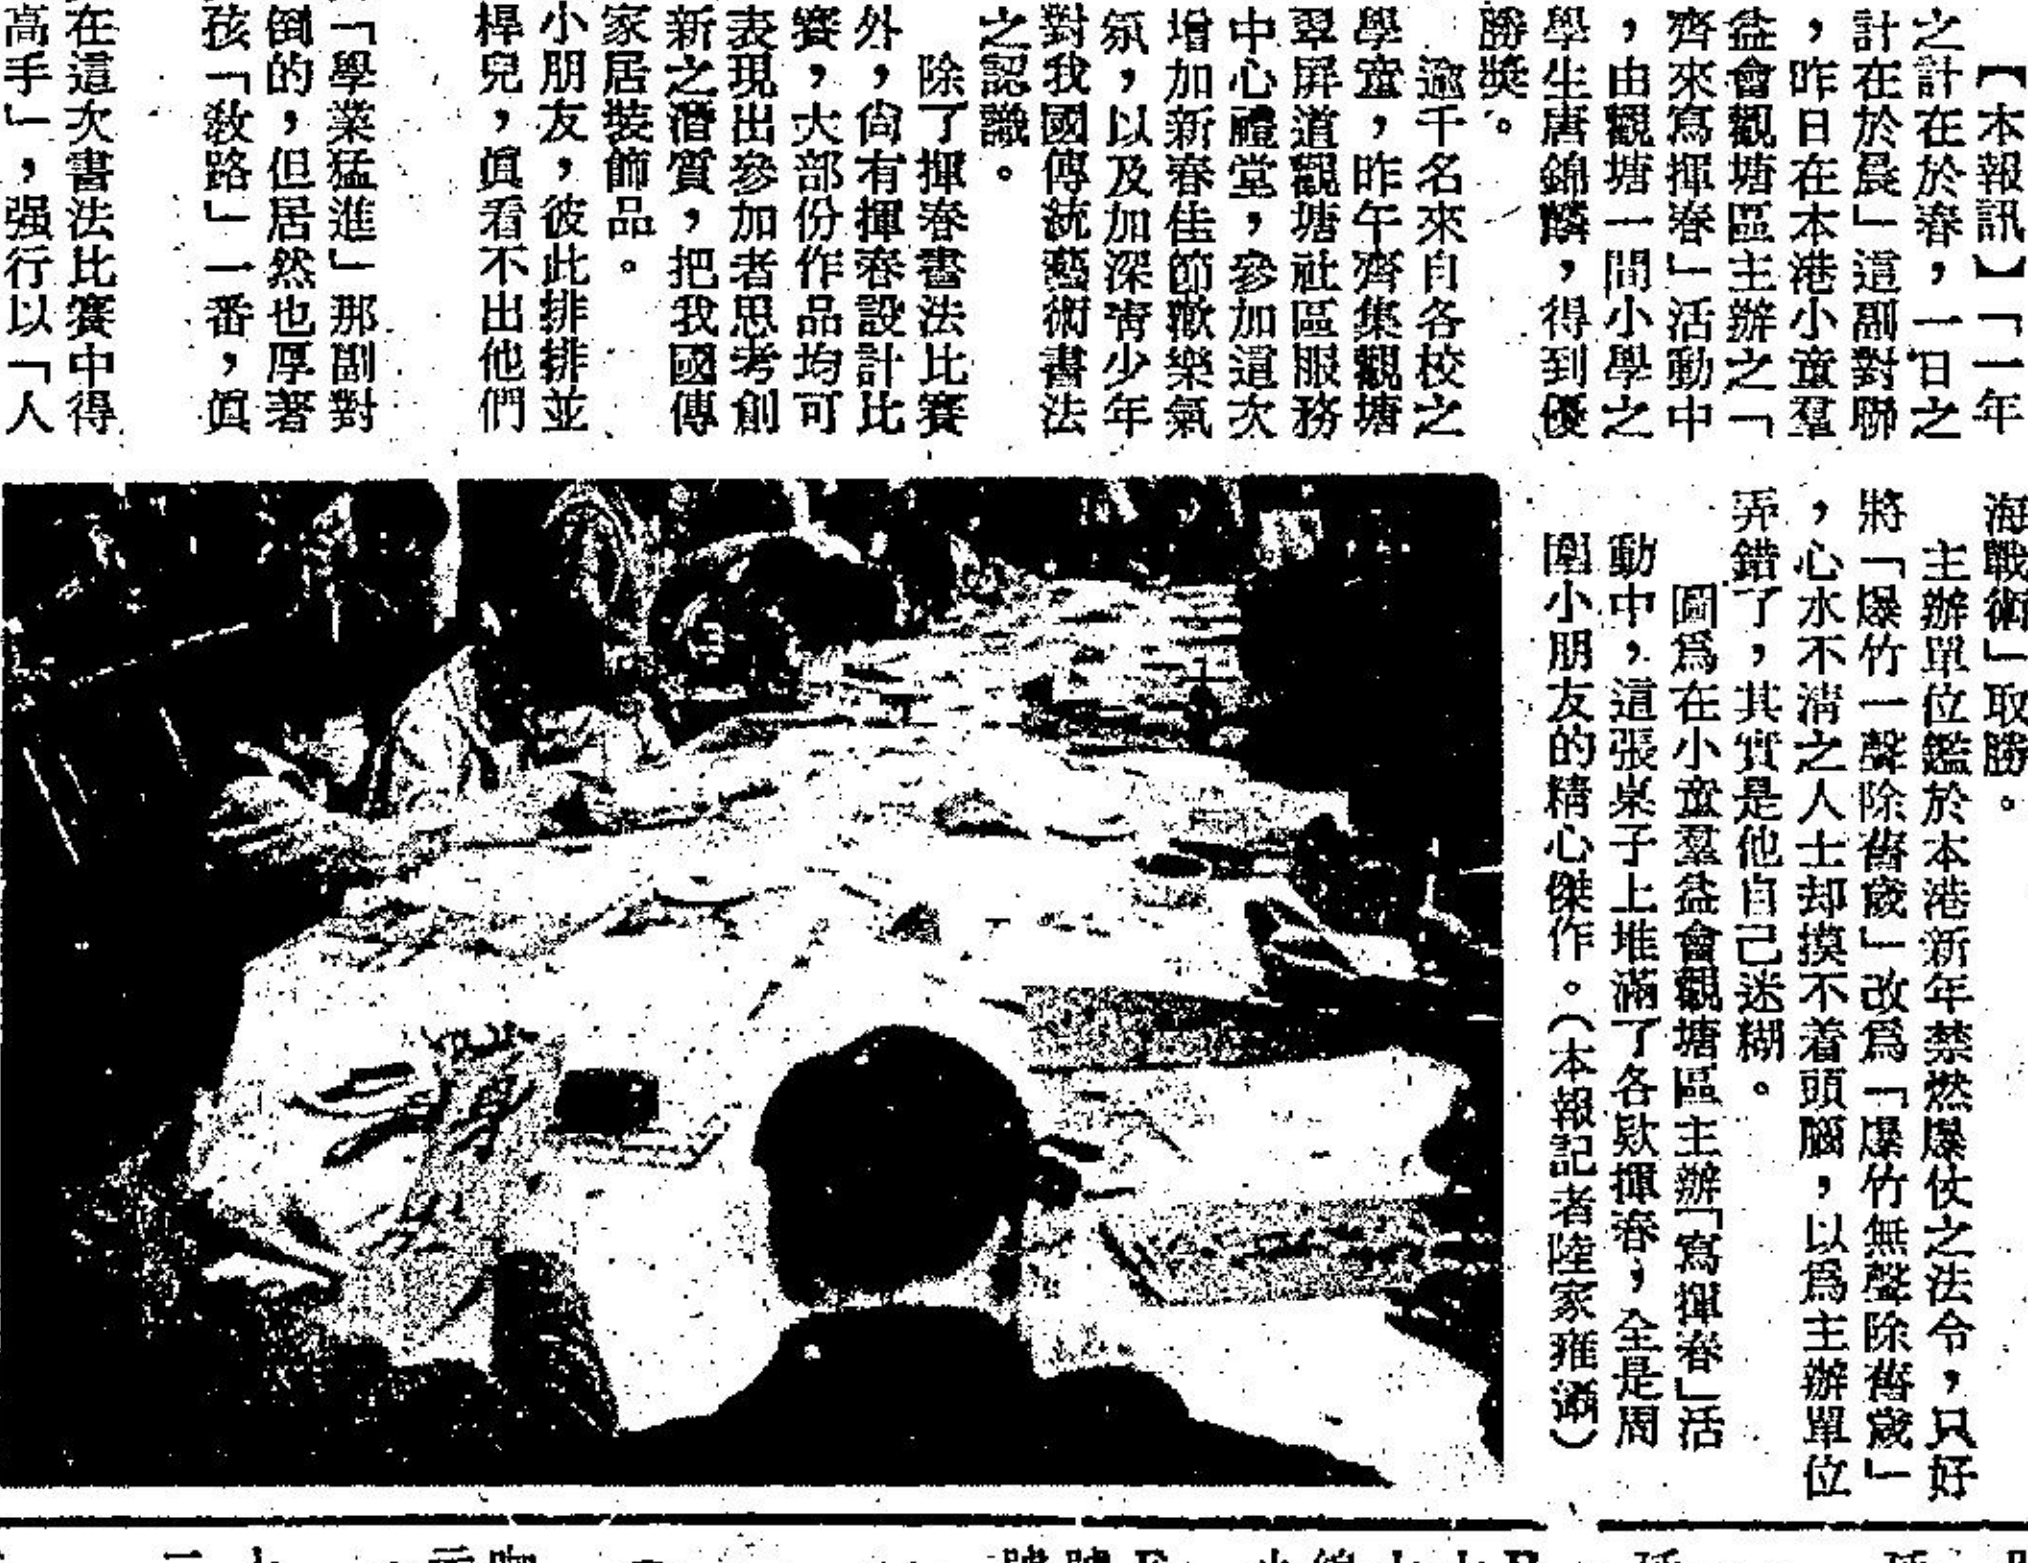 【本報訊】「一年
之計在於春，一日之
計在於晨」這副對聯
，昨日在本港小童羣
益會觀塘區主辦之「
齊來寫揮春」活動中
，由觀塘一間小學之
學生唐錦麟，得到優
勝獎。
逾千名來自各校之
學童，昨午齊集觀塘
翠屏道觀塘社區服務
中心禮堂，參加這次
增加新春佳節歡樂氣
氛，以及加深靑少年
對我國傳統藝術書法
之認識。
除了揮春書法比賽
外，尙有揮春設計比
賽，大部份作品均可
表現出參加者思考創
新之潛質，把我國傳
家居裝飾品。
小朋友，彼此排排並
桿兒，眞看不出他們
「學業猛進」那副對
倒的，但居然也厚著
孩「敎路」一番，眞
在這次書法比賽中得
高手」，强行以「人
海戰術」取勝。
主辦單位鑑於本港新年禁燃爆仗之法令，只好
將「爆竹一聲除舊歲」改爲「爆竹無聲除舊歲」
，心水不淸之人士却摸不着頭腦，以爲主辦單位
弄錯了，其實是他自己迷糊。
圖爲在小童羣益會觀塘區主辦「寫揮春」活
動中，這張桌子上堆滿了各欵揮春，全是周
圍小朋友的精心傑作。（本報記者陸家雍攝）